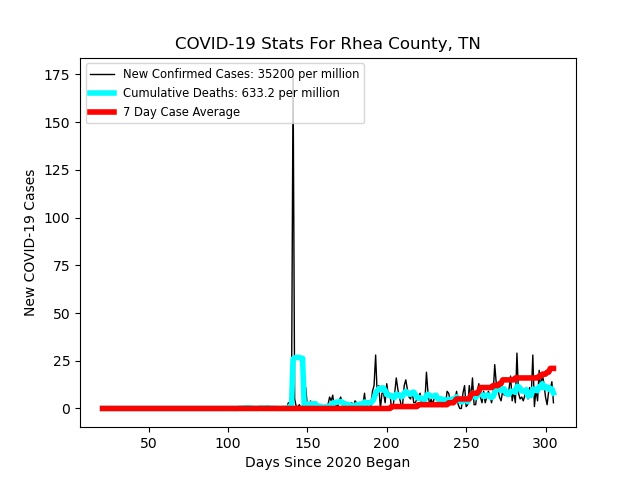 COVID-19 Stats For Rhea County, TN
New Confirmed Cases: 35200 per million
Cumulative Deaths: 633.2 per million
7 Day Case Average
New COVID-19 Cases
175
150
125
100
75
50
25
0
50 100 150 200 250 300
Days Since 2020 Began